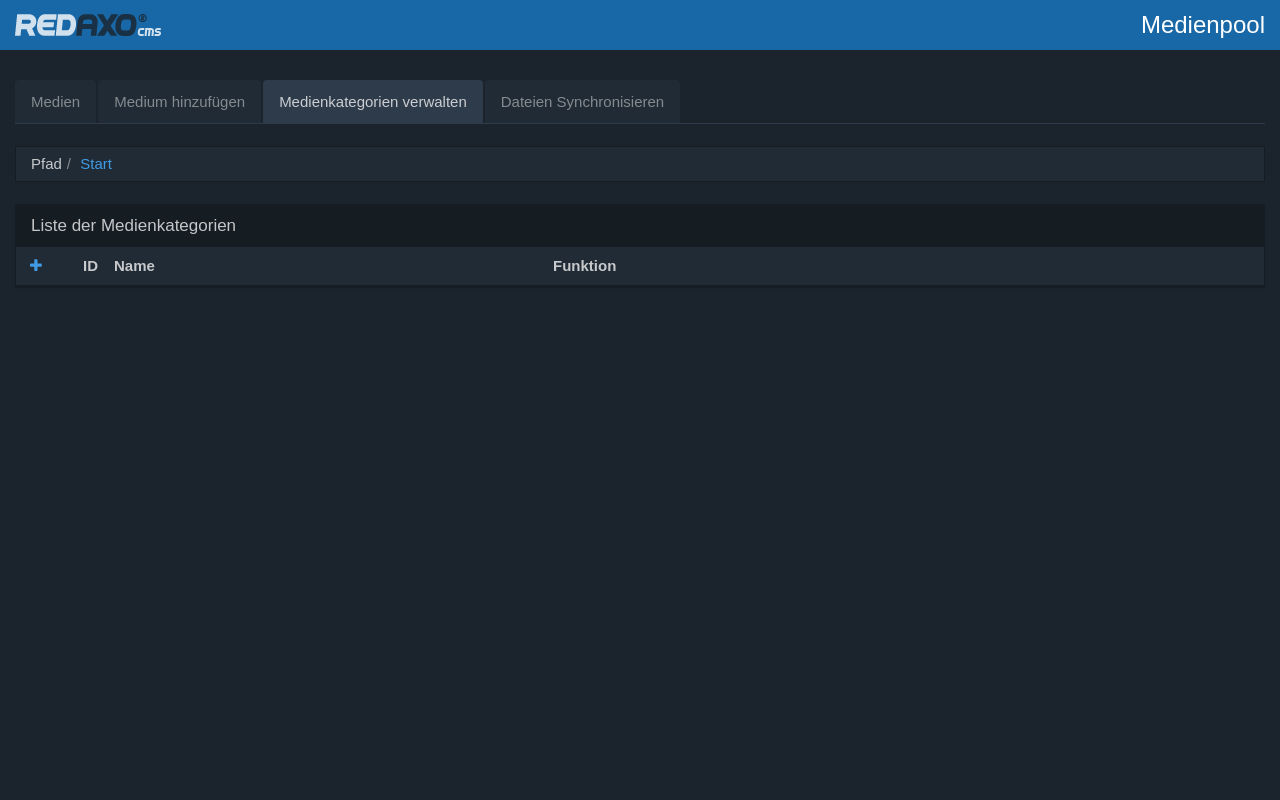 REDAXO® cms
Medienpool
Medien
Medium hinzufügen
Medienkategorien verwalten
Dateien Synchronisieren
Pfad / Start
Liste der Medienkategorien
ID Name Funktion